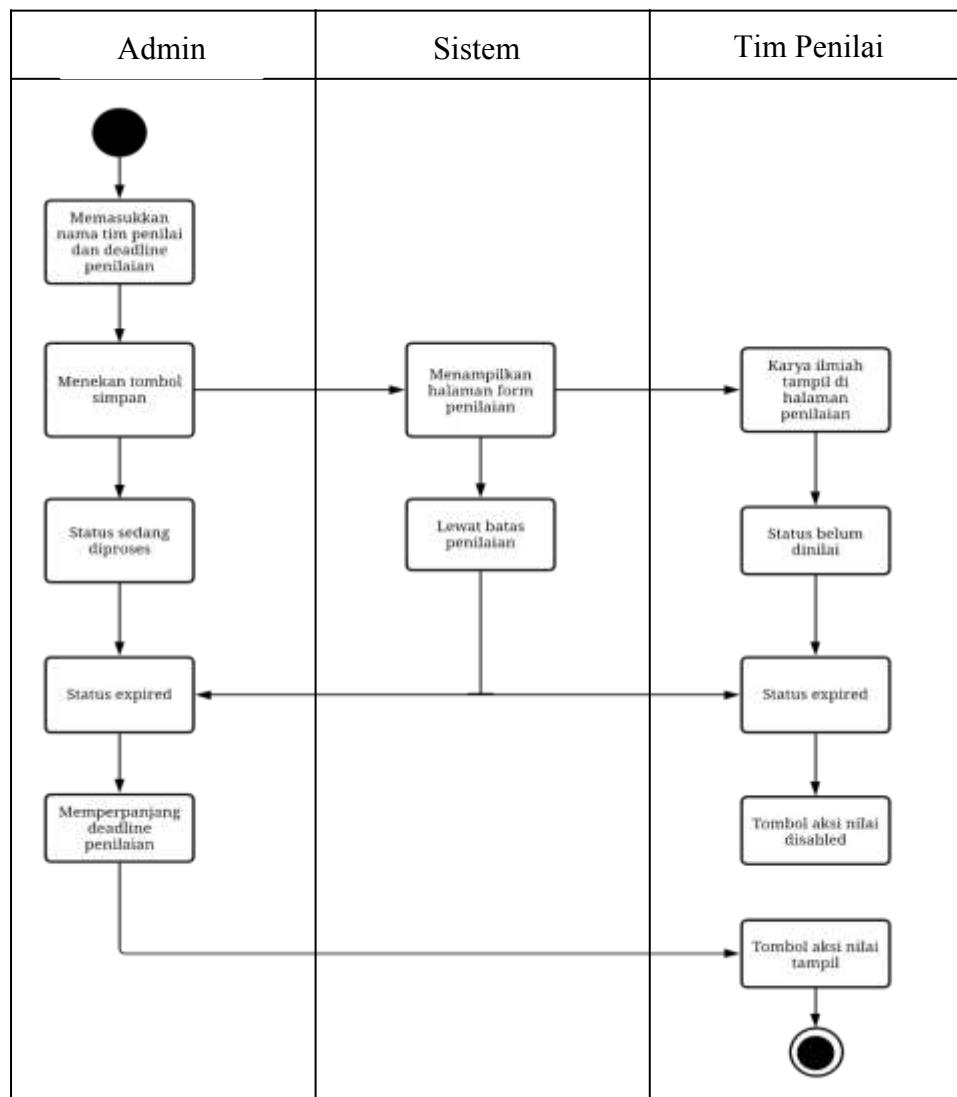 Admin
Sistem
Tim Penilai
Memasukkan
nama tim penilai
dan deadline
penilaian
Menekan tombol
simpan
Menampilkan
halaman form
penilaian
Karya ilmiah
tampil di
halaman
penilaian
Status sedang
diproses
Lewat batas
penilaian
Status belum
dinilai
Status expired
Status expired
Memperpanjang
deadline
penilaian
Tombol aksi nilai
disabled
Tombol aksi nilai
tampil